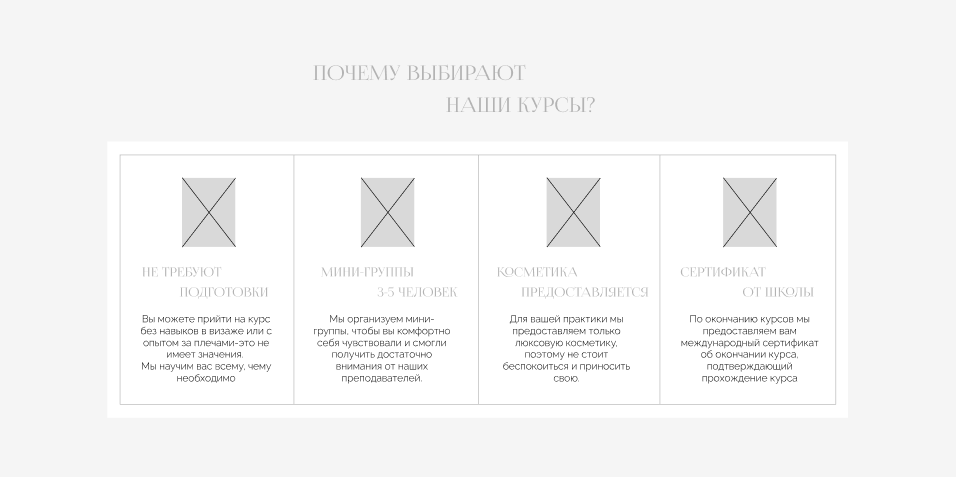 ПОЧЕМУ ВЫБИРАЮТ
НАШИ КУРСЫ?
НЕ ТРЕБУЮТ
ПОДГОТОВКИ
Вы можете прийти на курс
без навыков в визаже или с
опытом за плечами-это не
имеет значения.
Мы научим вас всему, чему
необходимо
МИНИ-ГРУППЫ
3-5 ЧЕЛОВЕК
Мы организуем мини-
группы, чтобы вы комфортно
себя чувствовали и смогли
получить достаточно
внимания от наших
преподавателей.
КОСМЕТИКА
ПРЕДОСТАВЛЯЕТСЯ
Для вашей практики мы
предоставляем только
люксовую косметику,
поэтому не стоит
беспокоиться и приносить
свою.
СЕРТИФИКАТ
ОТ ШКОЛЫ
По окончанию курсов мы
предоставляем вам
международный сертификат
об окончании курса,
подтверждающий
прохождение курса